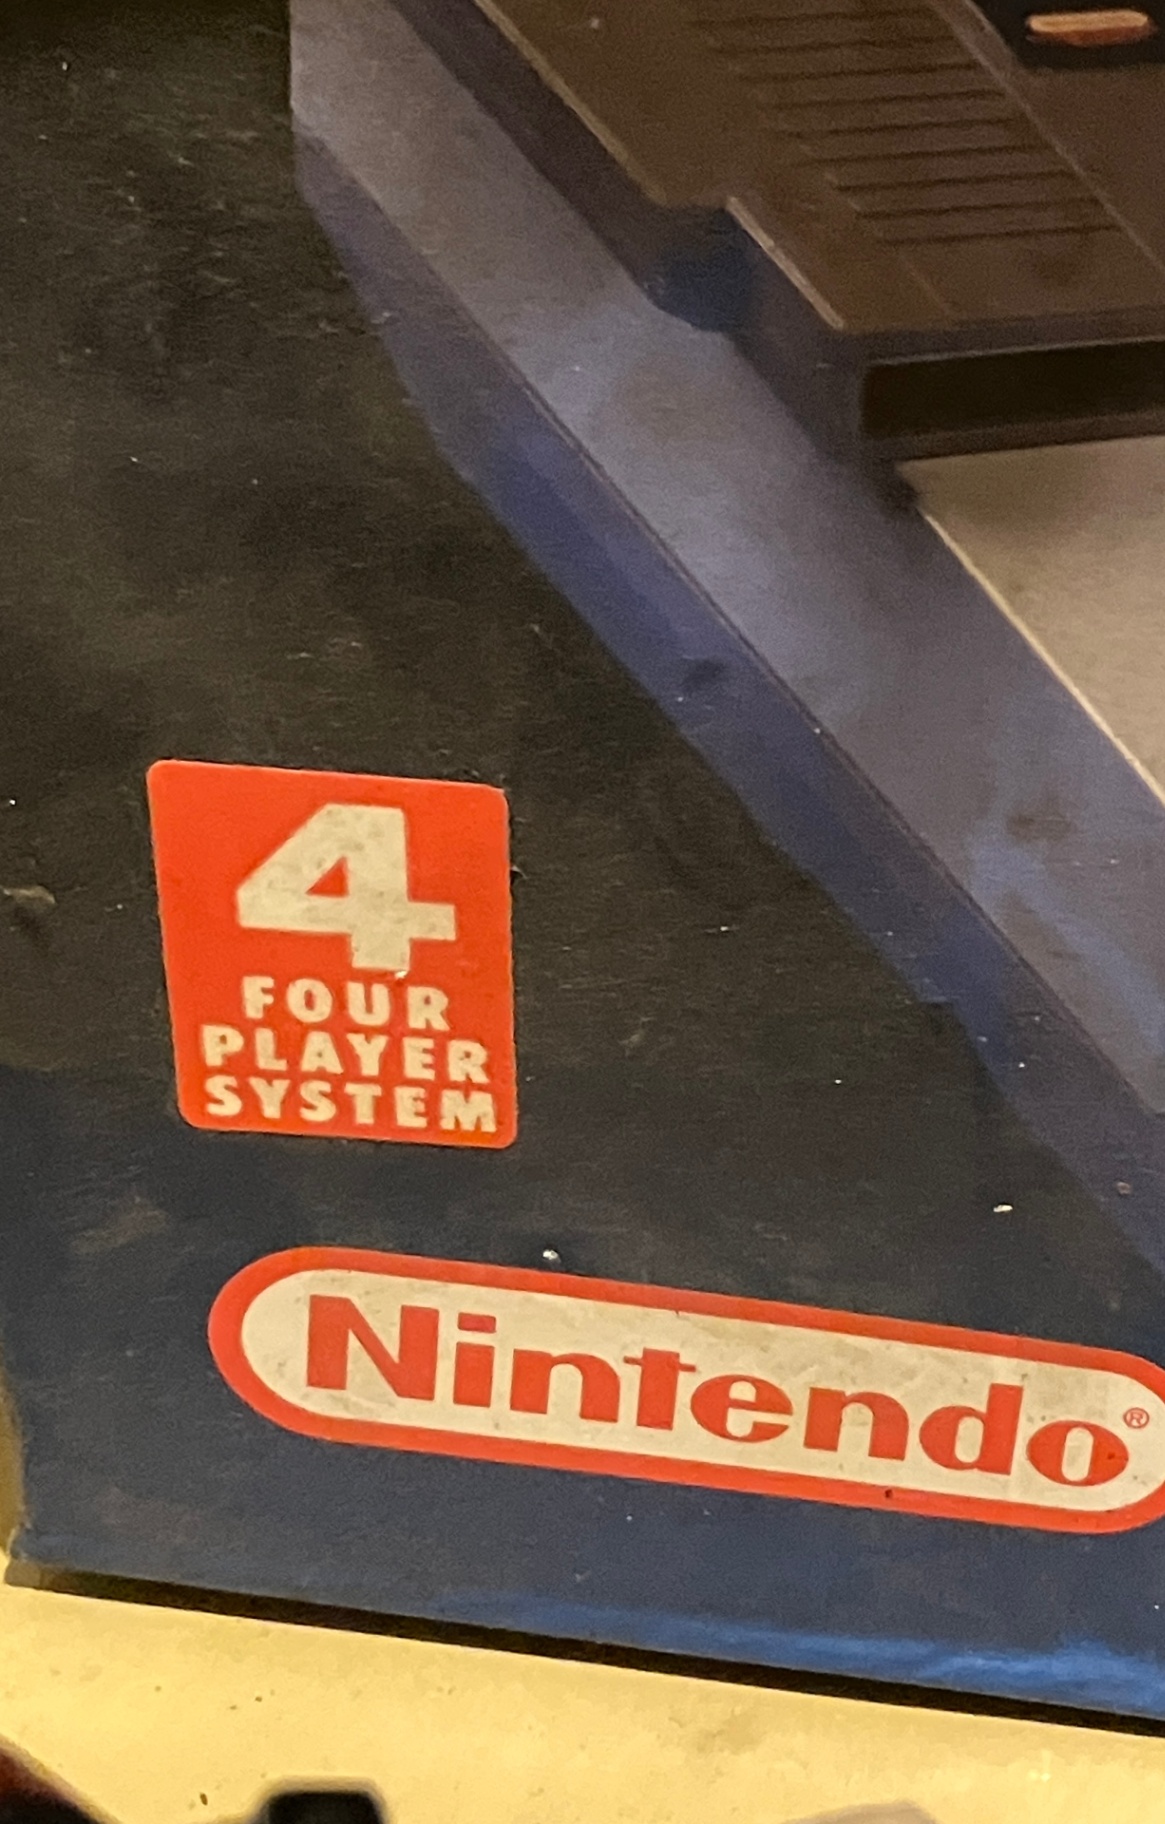 4
FOUR
PLAYER
SYSTEM
Nintendo®